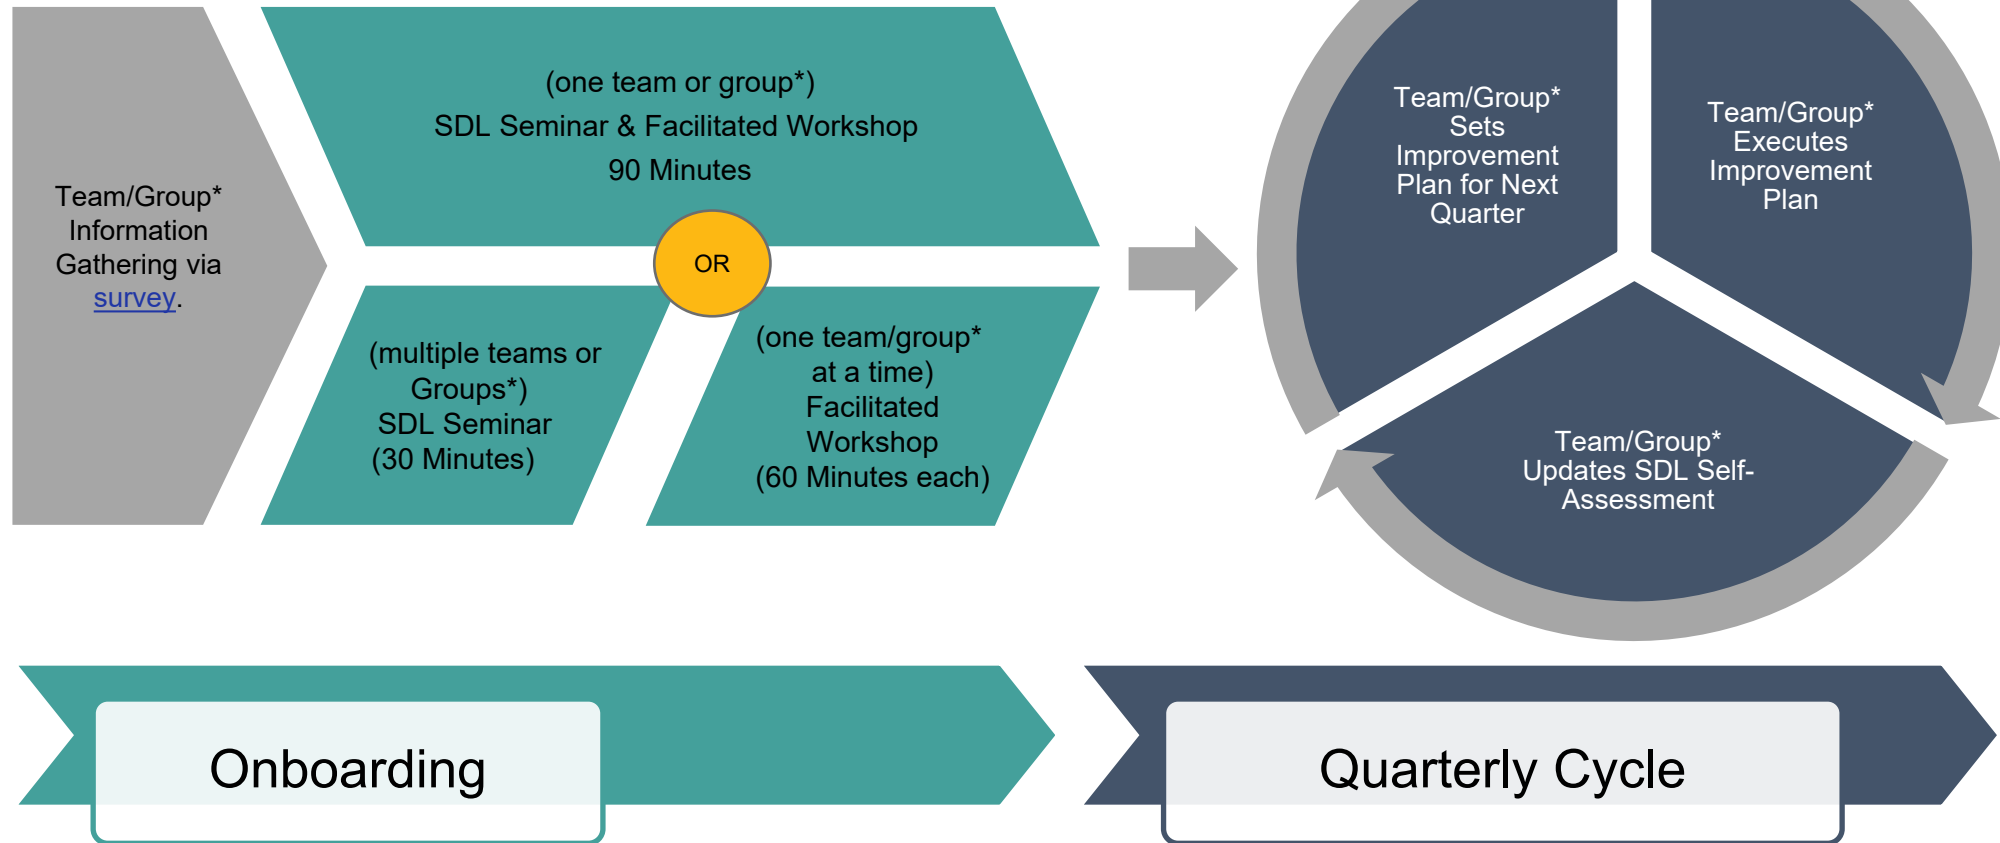 Team/Group*
Information
Gathering via
survey.
(one team or group*)
SDL Seminar & Facilitated Workshop
90 Minutes
OR
(multiple teams or
Groups*)
SDL Seminar
(30 Minutes)
(one team/group*
at a time)
Facilitated
Workshop
(60 Minutes each)
Team/Group*
Sets
Improvement
Plan for Next
Quarter
Team/Group*
Executes
Improvement
Plan
Team/Group*
Updates SDL Self-
Assessment
Onboarding
Quarterly Cycle